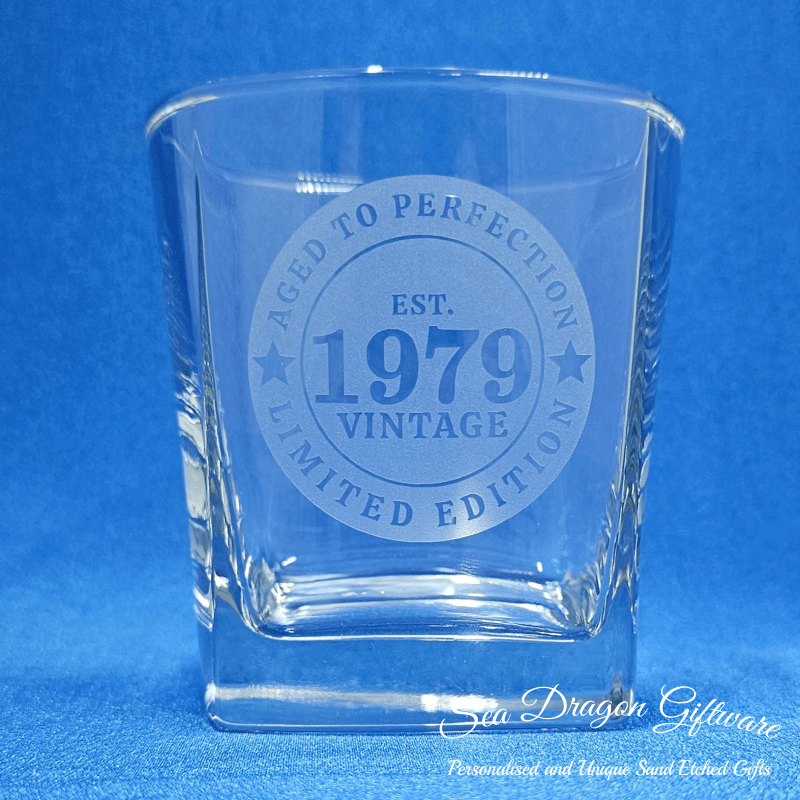 AGED TO PERFECTION
EST.
1979
VINTAGE
LIMITED EDITION
Sea Dragon Giftware
Personalised and Unique Sand Etched Gifts